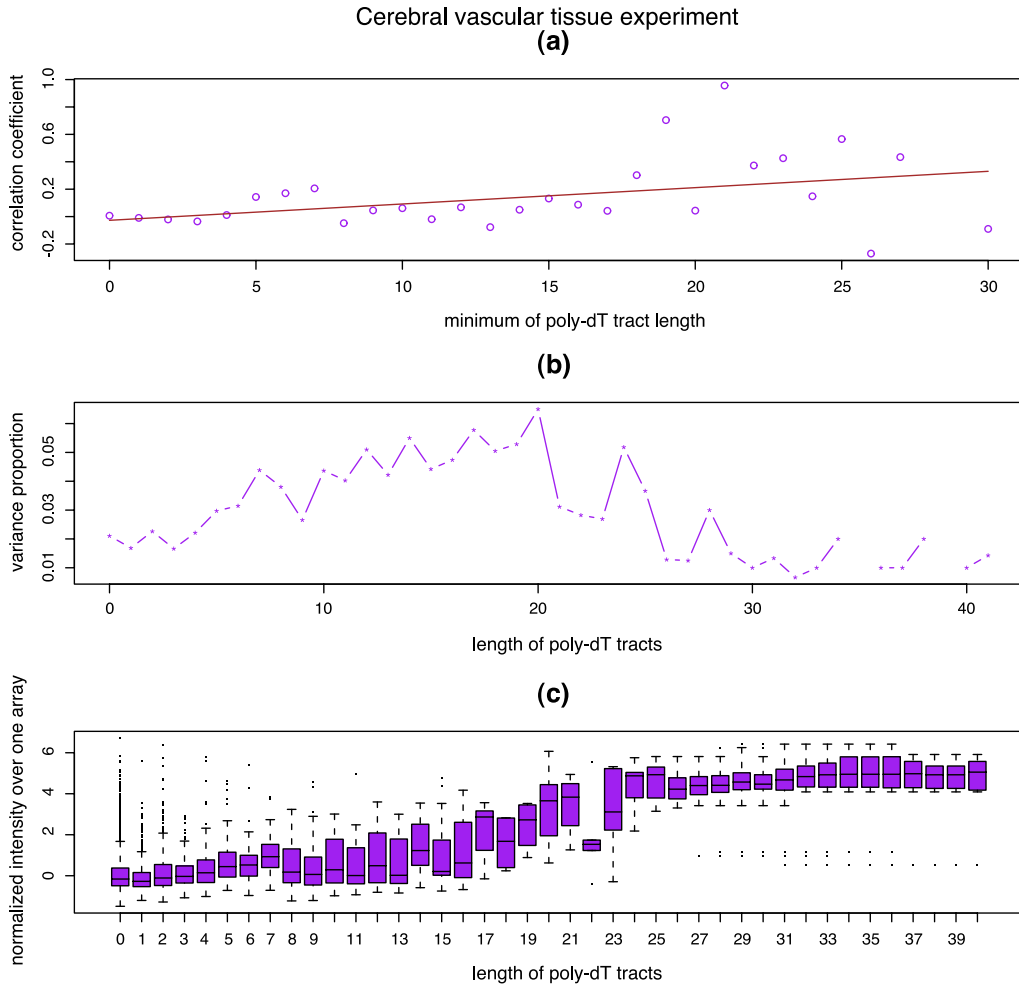 Cerebral vascular tissue experiment
(a)
correlation coefficient
1.0
0.6
0.2
-0.2
0 5 10 15 20 25 30
minimum of poly-dT tract length
(b)
variance proportion
0.05
0.03
0.01
0 10 20 30 40
length of poly-dT tracts
(c)
normalized intensity over one array
6
4
2
0
0 1 2 3 4 5 6 7 8 9 11 13 15 17 19 21 23 25 27 29 31 33 35 37 39
length of poly-dT tracts